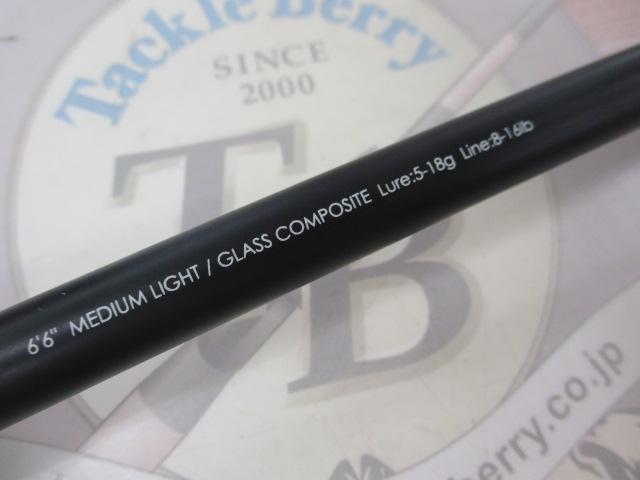 Tackle Berry
SINCE
2000
TB
6'6" MEDIUM LIGHT / GLASS COMPOSITE Lure:5-18g Line:8-16lb
berry.co.jp